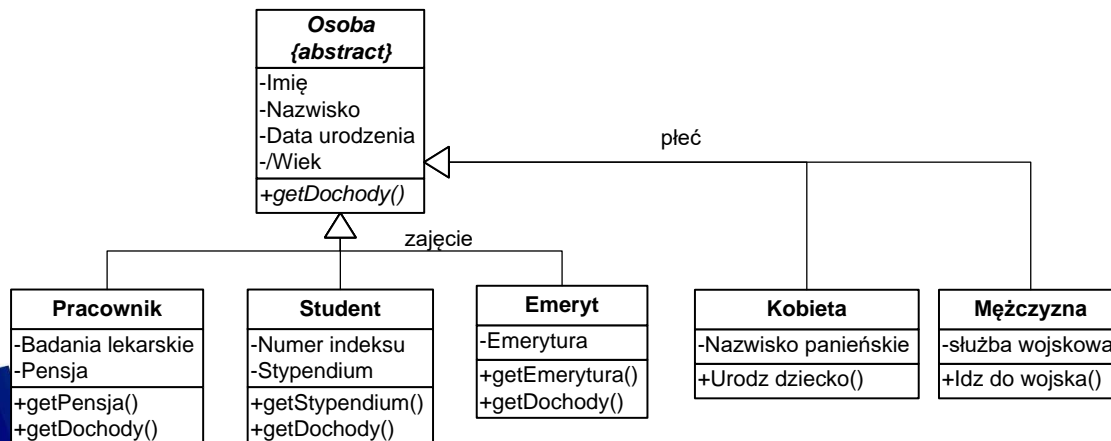 Osoba
{abstract}
-Imię
-Nazwisko
-Data urodzenia
-/Wiek
+getDochody()
płeć
zajęcie
Pracownik
-Badania lekarskie
-Pensja
+getPensja()
+getDochody()
Student
-Numer indeksu
-Stypendium
+getStypendium()
+getDochody()
Emeryt
-Emerytura
+getEmerytura()
+getDochody()
Kobieta
-Nazwisko panieńskie
+Urodz dziecko()
Mężczyzna
-służba wojskowa
+Idz do wojska()